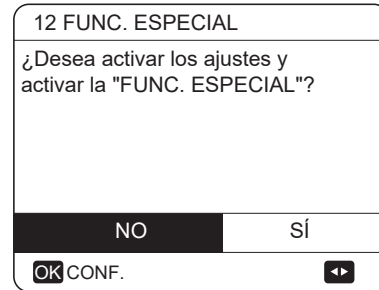 12 FUNC. ESPECIAL
¿Desea activar los ajustes y
activar la "FUNC. ESPECIAL"?
NO SÍ
OK CONF.